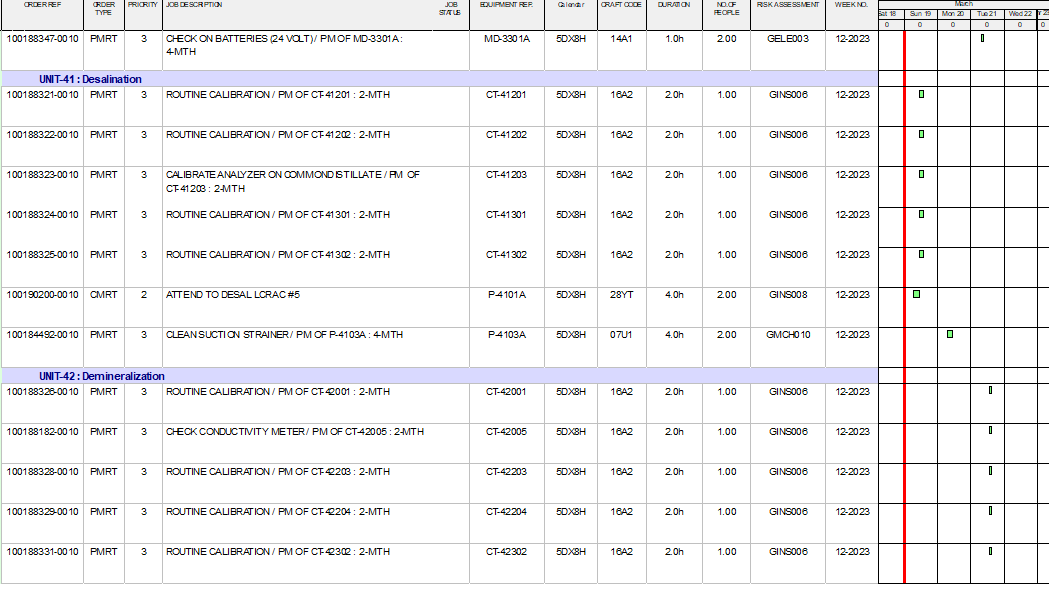 ORDER REF ORDER TYPE PRIORITY JOB DESCRIPTION JOB STATUS EQUIPMENT REF. Calendar CRAFT CODE DURATION NO.OF PEOPLE RISK ASSESSMENT WEEK NO. March
Sat 18 Sun 19 Mon 20 Tue 21 Wed 22
0 0 0 0 0 0
100188347-0010 PMRT 3 CHECK ON BATTERIES (24 VOLT) / PM OF MD-3301A : MD-3301A 5DX8H 14A1 1.0h 2.00 GELE003 12-2023
4-MTH
UNIT-41 : Desalination
100188321-0010 PMRT 3 ROUTINE CALIBRATION / PM OF CT-41201 : 2-MTH CT-41201 5DX8H 16A2 2.0h 1.00 GINS006 12-2023
100188322-0010 PMRT 3 ROUTINE CALIBRATION / PM OF CT-41202 : 2-MTH CT-41202 5DX8H 16A2 2.0h 1.00 GINS006 12-2023
100188323-0010 PMRT 3 CALIBRATE ANALYZER ON COMMON DISTILLATE / PM OF CT-41203 5DX8H 16A2 2.0h 1.00 GINS006 12-2023
CT-41203 : 2-MTH
100188324-0010 PMRT 3 ROUTINE CALIBRATION / PM OF CT-41301 : 2-MTH CT-41301 5DX8H 16A2 2.0h 1.00 GINS006 12-2023
100188325-0010 PMRT 3 ROUTINE CALIBRATION / PM OF CT-41302 : 2-MTH CT-41302 5DX8H 16A2 2.0h 1.00 GINS006 12-2023
100190200-0010 CMRT 2 ATTEND TO DESAL LCRAC #5 P-4101A 5DX8H 28YT 4.0h 2.00 GINS008 12-2023
100184492-0010 PMRT 3 CLEAN SUCTION STRAINER / PM OF P-4103A : 4-MTH P-4103A 5DX8H 07U1 4.0h 2.00 GMCH010 12-2023
UNIT-42 : Demineralization
100188326-0010 PMRT 3 ROUTINE CALIBRATION / PM OF CT-42001 : 2-MTH CT-42001 5DX8H 16A2 2.0h 1.00 GINS006 12-2023
100188182-0010 PMRT 3 CHECK CONDUCTIVITY METER / PM OF CT-42005 : 2-MTH CT-42005 5DX8H 16A2 2.0h 1.00 GINS006 12-2023
100188328-0010 PMRT 3 ROUTINE CALIBRATION / PM OF CT-42203 : 2-MTH CT-42203 5DX8H 16A2 2.0h 1.00 GINS006 12-2023
100188329-0010 PMRT 3 ROUTINE CALIBRATION / PM OF CT-42204 : 2-MTH CT-42204 5DX8H 16A2 2.0h 1.00 GINS006 12-2023
100188331-0010 PMRT 3 ROUTINE CALIBRATION / PM OF CT-42302 : 2-MTH CT-42302 5DX8H 16A2 2.0h 1.00 GINS006 12-2023